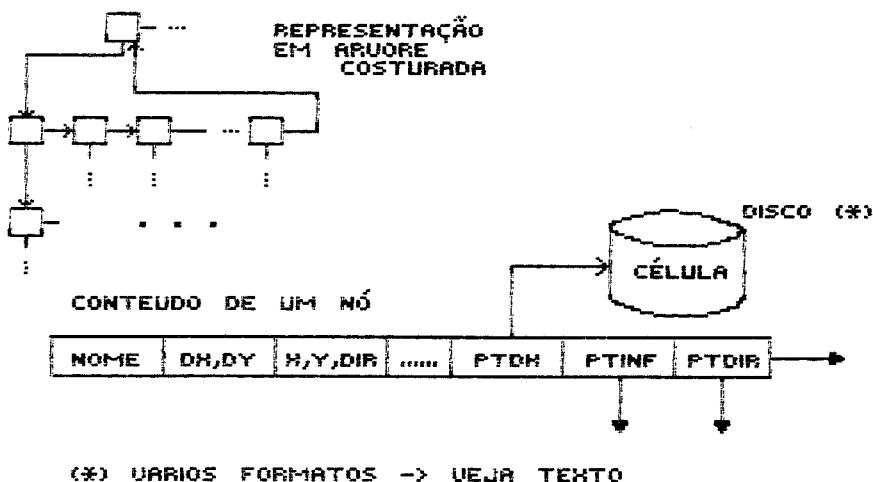 REPRESENTAÇÃO
EM ARVORE
COSTURADA
DISCO (*)
CÉLULA
CONTEUDO DE UM NÓ
NOME DX,DY X,Y,DIR ...... PTDX PTINF PTDIR
(*) VARIOS FORMATOS -> VEJA TEXTO